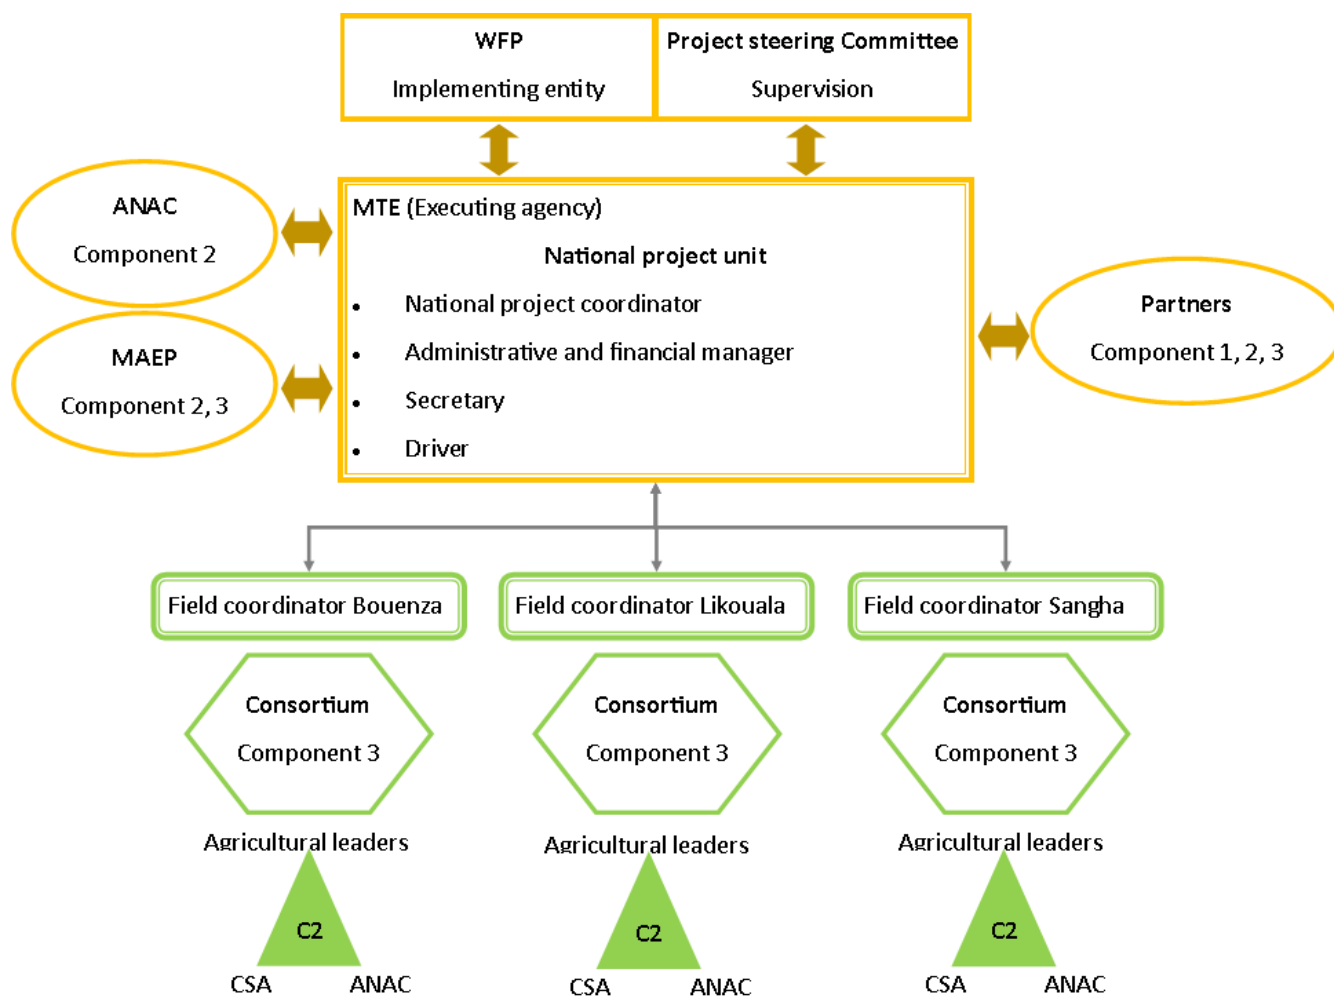 WFP
Implementing entity
Project steering Committee
Supervision
ANAC
Component 2
MAEP
Component 2, 3
MTE (Executing agency)
National project unit
• National project coordinator
• Administrative and financial manager
• Secretary
• Driver
Partners
Component 1, 2, 3
Field coordinator Bouenza
Field coordinator Likouala
Field coordinator Sangha
Consortium
Component 3
Consortium
Component 3
Consortium
Component 3
Agricultural leaders
Agricultural leaders
Agricultural leaders
C2
C2
C2
CSA
ANAC
CSA
ANAC
CSA
ANAC